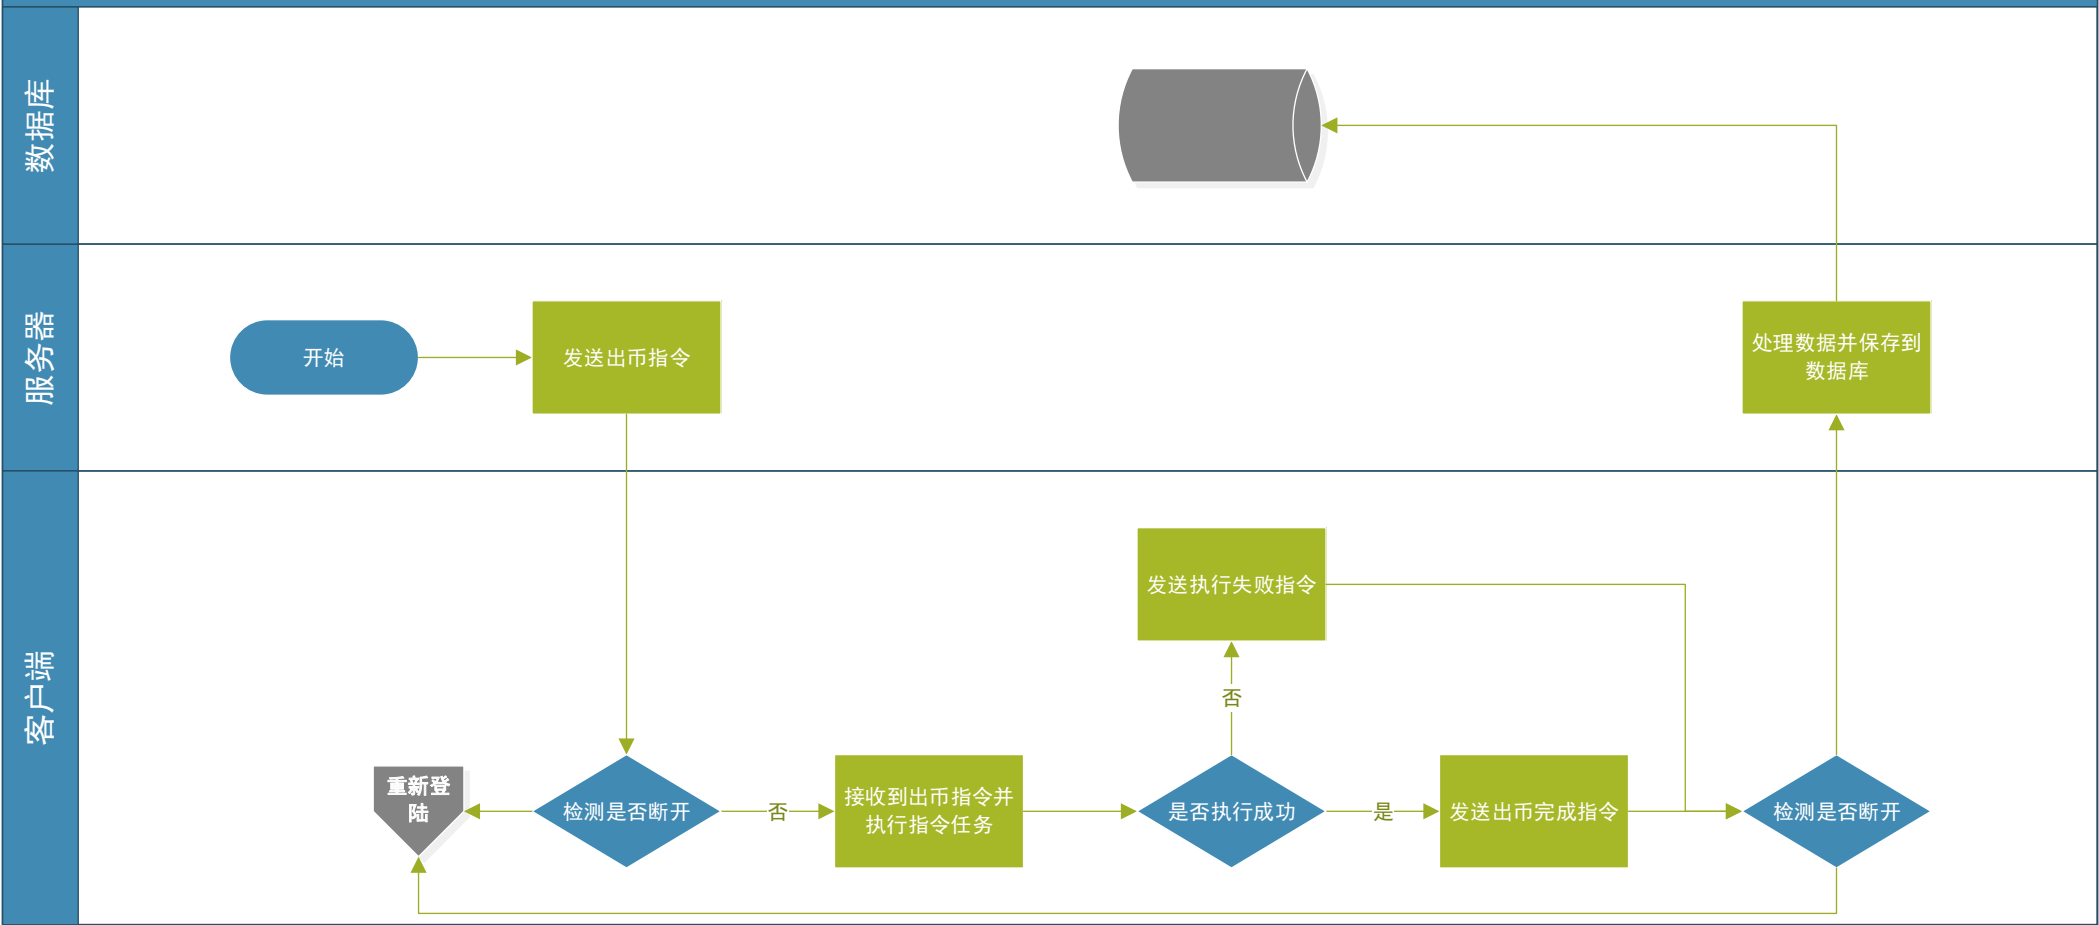 数据库
服务器
开始
发送出币指令
处理数据并保存到
数据库
客户端
发送执行失败指令
否
重新登
陆
检测是否断开
否
接收到出币指令并
执行指令任务
是否执行成功
是
发送出币完成指令
检测是否断开